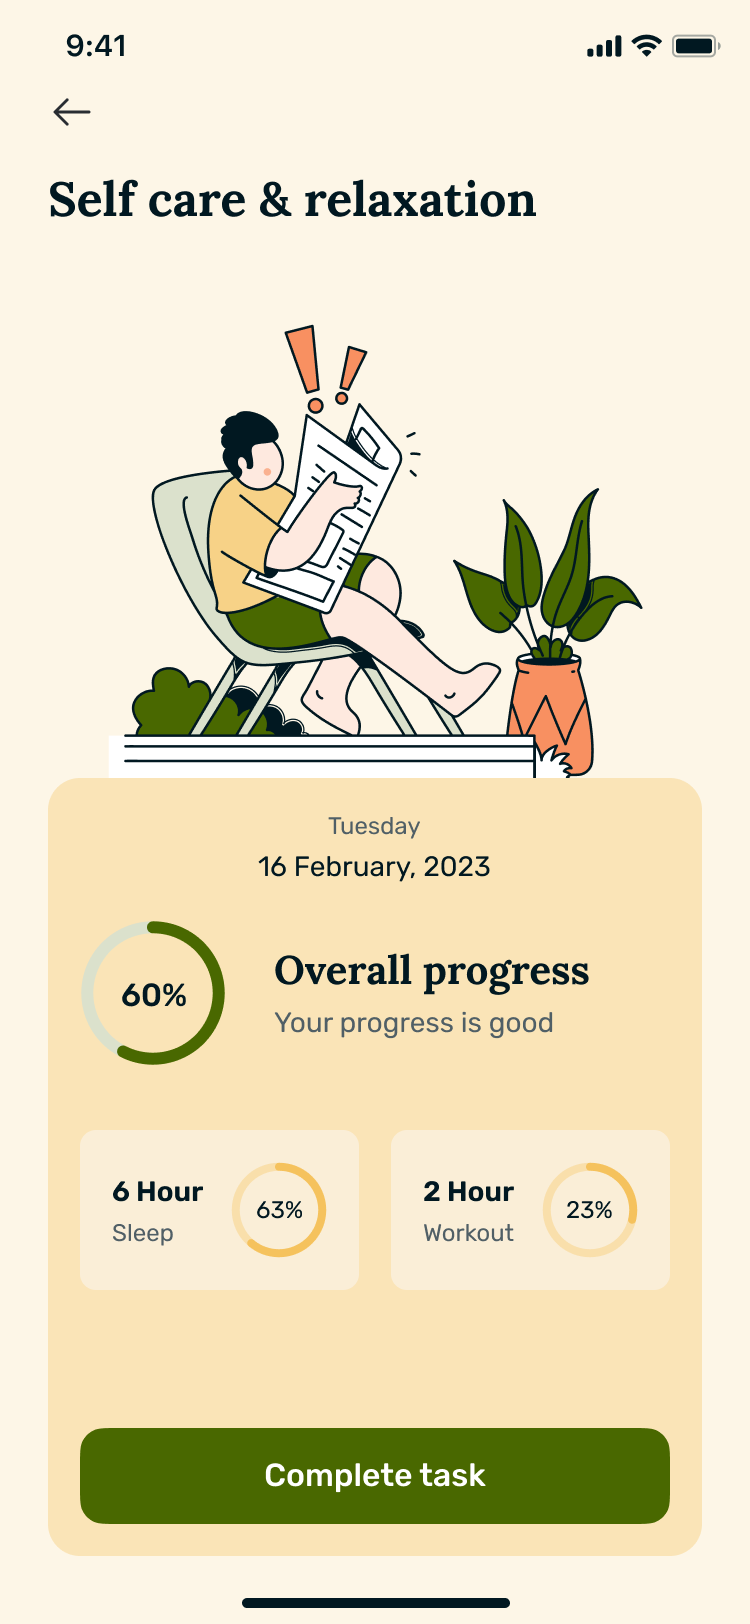 9:41
Self care & relaxation
Tuesday
16 February, 2023
60%
Overall progress
Your progress is good
6 Hour
Sleep
63%
2 Hour
Workout
23%
Complete task